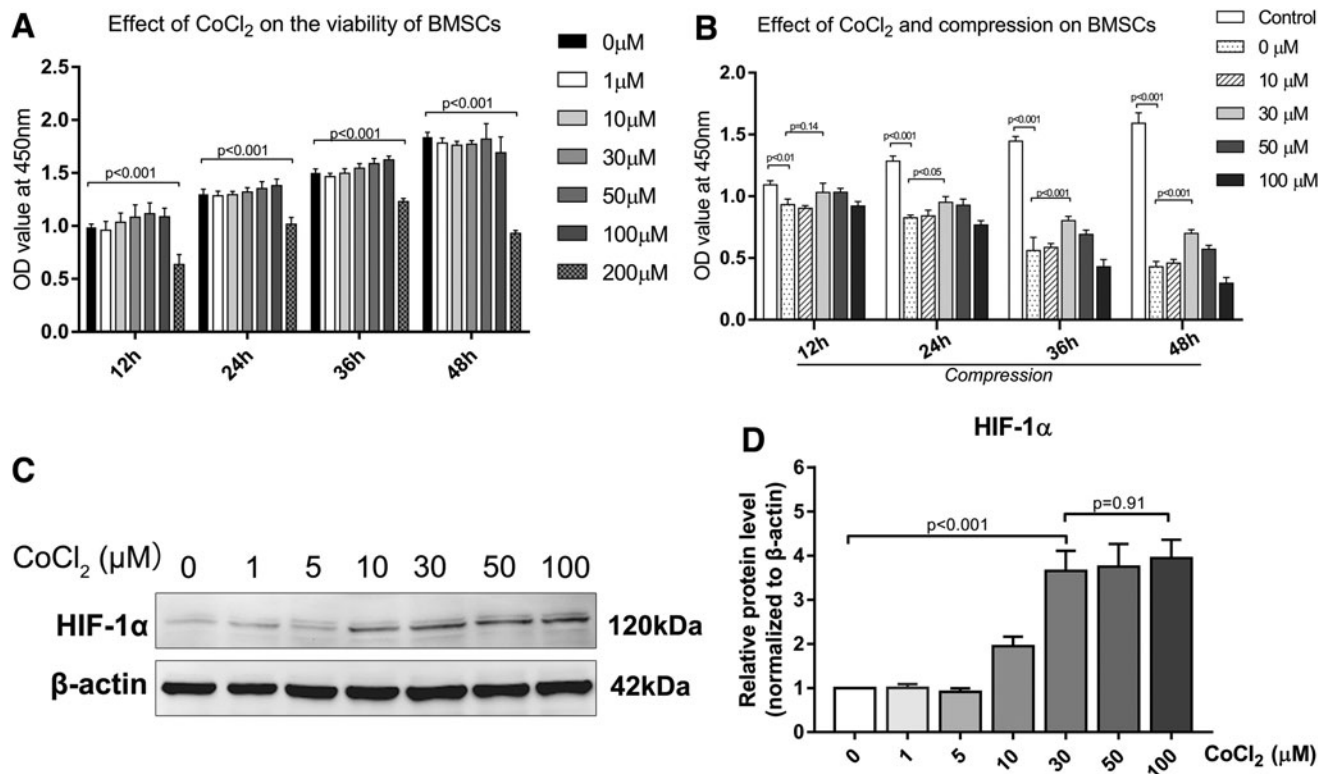 A
Effect of CoCl₂ on the viability of BMSCs
OD value at 450nm
2.5
2.0
1.5
1.0
0.5
0.0
p<0.001
p<0.001
p<0.001
p<0.001
12h
24h
36h
48h
0μM
1μM
10μM
30μM
50μM
100μM
200μM
B
Effect of CoCl₂ and compression on BMSCs
OD value at 450nm
2.0
1.5
1.0
0.5
0.0
p<0.01
p=0.14
p<0.001
p<0.05
p<0.001
p<0.001
p<0.001
p<0.001
12h
24h
36h
48h
Compression
Control
0 μM
10 μM
30 μM
50 μM
100 μM
C
CoCl₂ (μM)
0 1 5 10 30 50 100
HIF-1α
120kDa
β-actin
42kDa
D
HIF-1α
Relative protein level
(normalized to β-actin)
6
5
4
3
2
1
0
p<0.001
p=0.91
0
1
5
10
30
50
100
CoCl₂ (μM)